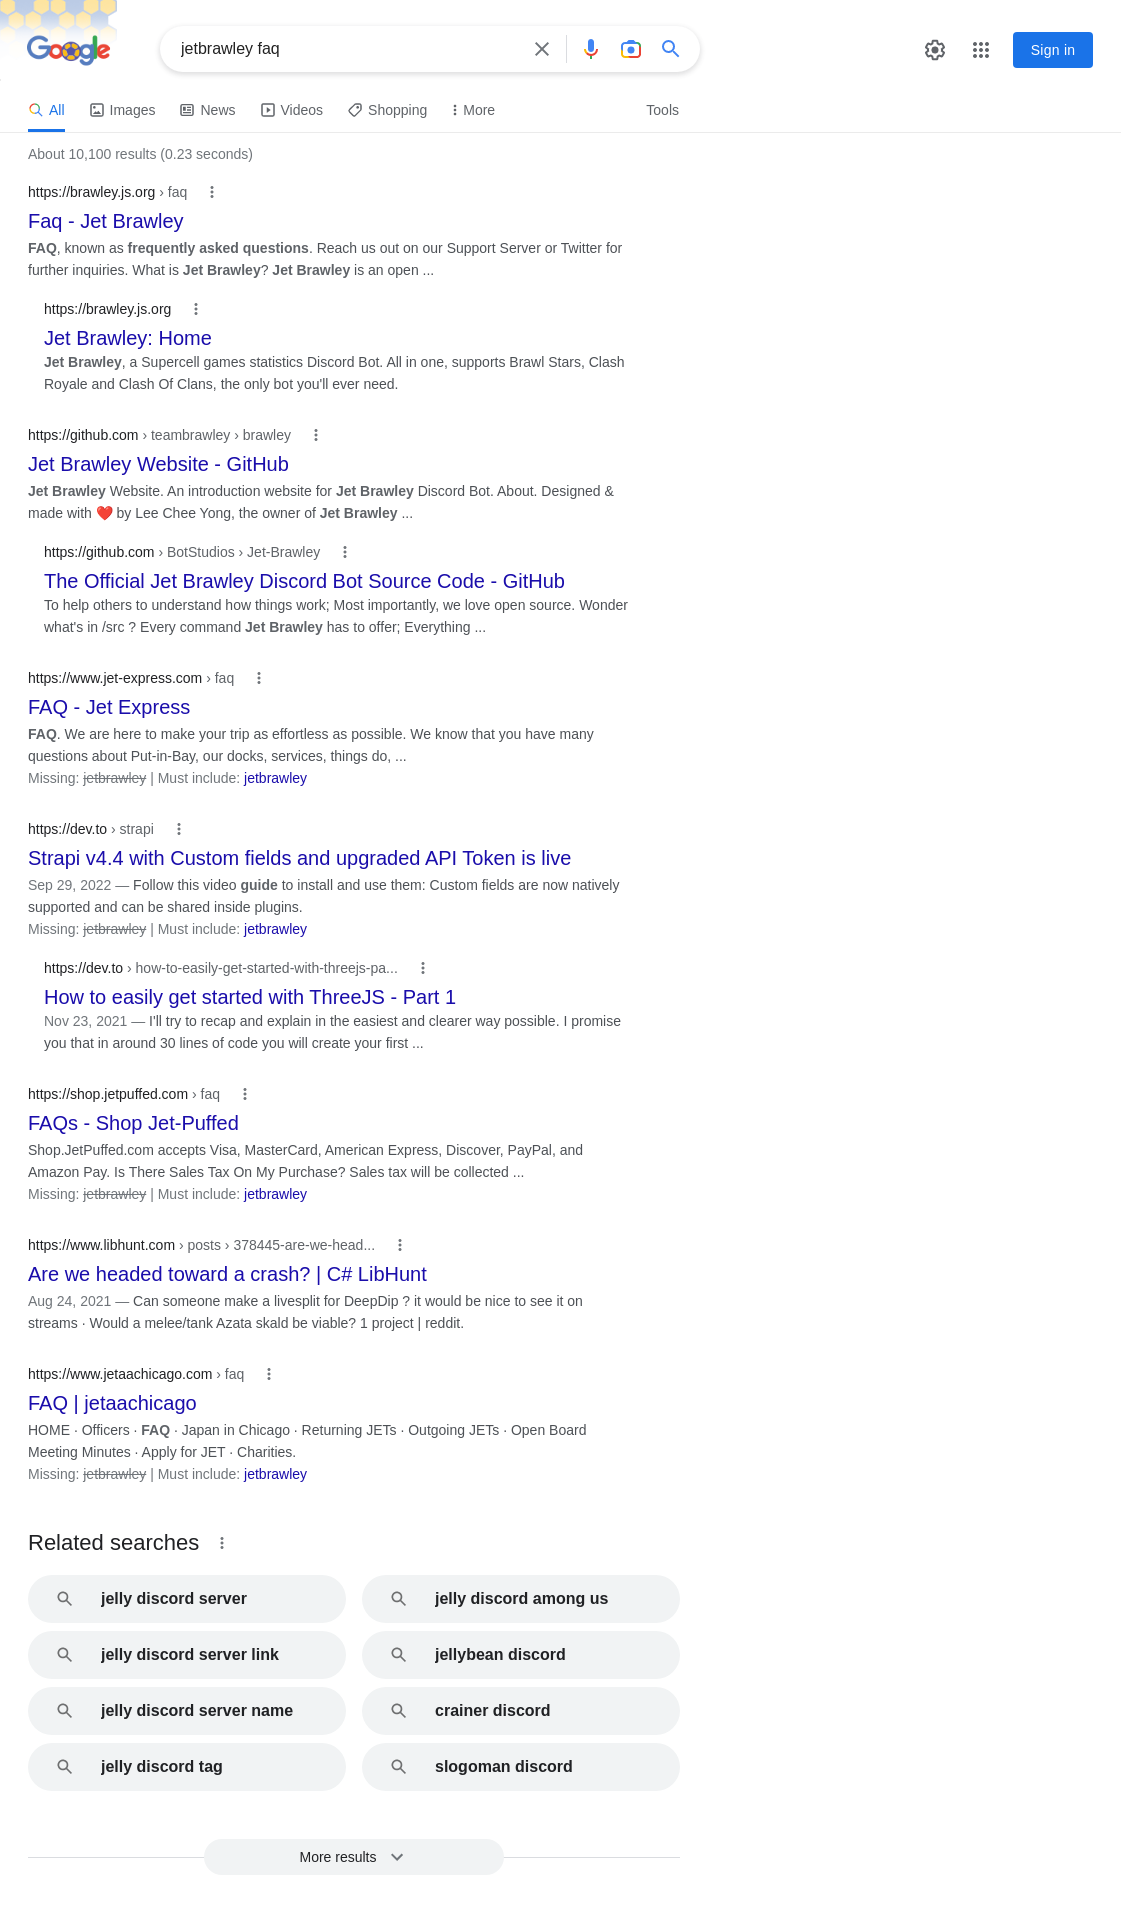 Google
jetbrawley faq
Sign in
All
Images
News
Videos
Shopping
More
Tools
About 10,100 results (0.23 seconds)
https://brawley.js.org › faq
Faq - Jet Brawley
FAQ, known as frequently asked questions. Reach us out on our Support Server or Twitter for
further inquiries. What is Jet Brawley? Jet Brawley is an open ...
https://brawley.js.org
Jet Brawley: Home
Jet Brawley, a Supercell games statistics Discord Bot. All in one, supports Brawl Stars, Clash
Royale and Clash Of Clans, the only bot you'll ever need.
https://github.com › teambrawley › brawley
Jet Brawley Website - GitHub
Jet Brawley Website. An introduction website for Jet Brawley Discord Bot. About. Designed &
made with ❤️ by Lee Chee Yong, the owner of Jet Brawley ...
https://github.com › BotStudios › Jet-Brawley
The Official Jet Brawley Discord Bot Source Code - GitHub
To help others to understand how things work; Most importantly, we love open source. Wonder
what's in /src ? Every command Jet Brawley has to offer; Everything ...
https://www.jet-express.com › faq
FAQ - Jet Express
FAQ. We are here to make your trip as effortless as possible. We know that you have many
questions about Put-in-Bay, our docks, services, things do, ...
Missing: jetbrawley | Must include: jetbrawley
https://dev.to › strapi
Strapi v4.4 with Custom fields and upgraded API Token is live
Sep 29, 2022 — Follow this video guide to install and use them: Custom fields are now natively
supported and can be shared inside plugins.
Missing: jetbrawley | Must include: jetbrawley
https://dev.to › how-to-easily-get-started-with-threejs-pa...
How to easily get started with ThreeJS - Part 1
Nov 23, 2021 — I'll try to recap and explain in the easiest and clearer way possible. I promise
you that in around 30 lines of code you will create your first ...
https://shop.jetpuffed.com › faq
FAQs - Shop Jet-Puffed
Shop.JetPuffed.com accepts Visa, MasterCard, American Express, Discover, PayPal, and
Amazon Pay. Is There Sales Tax On My Purchase? Sales tax will be collected ...
Missing: jetbrawley | Must include: jetbrawley
https://www.libhunt.com › posts › 378445-are-we-head...
Are we headed toward a crash? | C# LibHunt
Aug 24, 2021 — Can someone make a livesplit for DeepDip ? it would be nice to see it on
streams · Would a melee/tank Azata skald be viable? 1 project | reddit.
https://www.jetaachicago.com › faq
FAQ | jetaachicago
HOME · Officers · FAQ · Japan in Chicago · Returning JETs · Outgoing JETs · Open Board
Meeting Minutes · Apply for JET · Charities.
Missing: jetbrawley | Must include: jetbrawley
Related searches
jelly discord server
jelly discord among us
jelly discord server link
jellybean discord
jelly discord server name
crainer discord
jelly discord tag
slogoman discord
More results